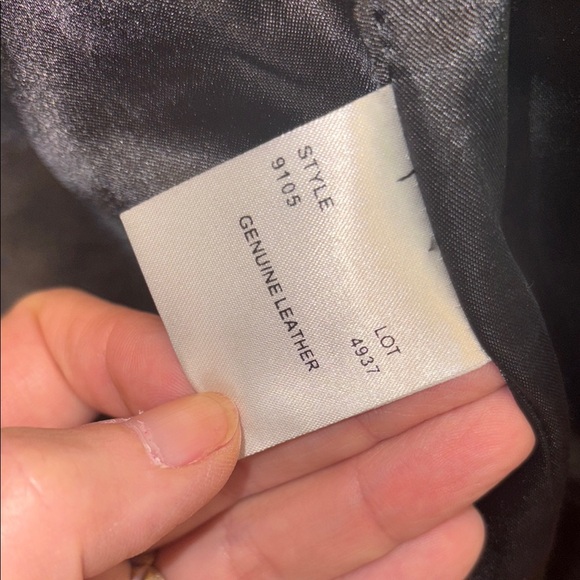 STYLE
9105
GENUINE LEATHER
LOT
4937